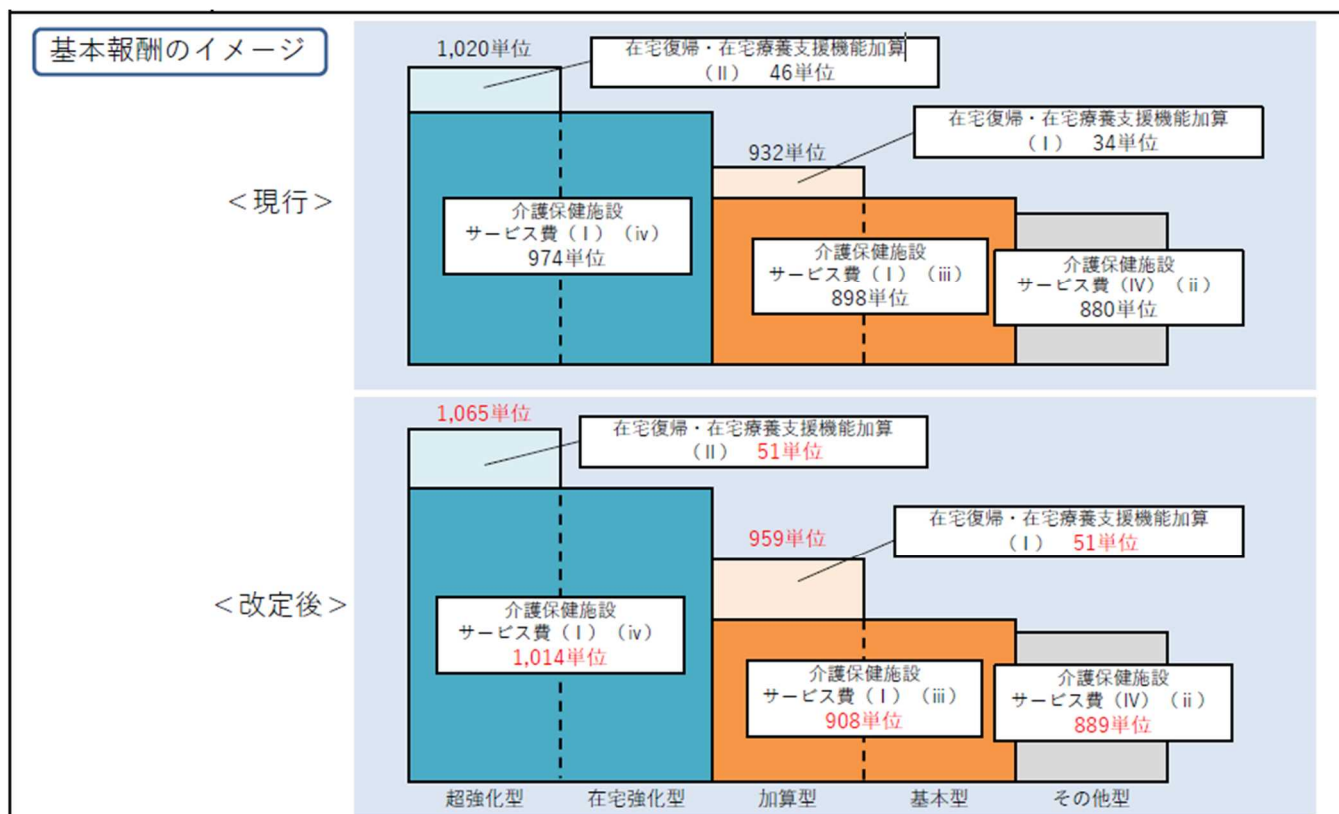 基本報酬のイメージ
1,020単位
在宅復帰・在宅療養支援機能加算
(Ⅱ) 46単位
在宅復帰・在宅療養支援機能加算
(Ⅰ) 34単位
932単位
<現行>
介護保健施設
サービス費(Ⅰ)(ⅳ)
974単位
介護保健施設
サービス費(Ⅰ)(ⅲ)
898単位
介護保健施設
サービス費(Ⅳ)(ⅱ)
880単位
1,065単位
在宅復帰・在宅療養支援機能加算
(Ⅱ) 51単位
在宅復帰・在宅療養支援機能加算
(Ⅰ) 51単位
959単位
<改定後>
介護保健施設
サービス費(Ⅰ)(ⅳ)
1,014単位
介護保健施設
サービス費(Ⅰ)(ⅲ)
908単位
介護保健施設
サービス費(Ⅳ)(ⅱ)
889単位
超強化型 在宅強化型 加算型 基本型 その他型